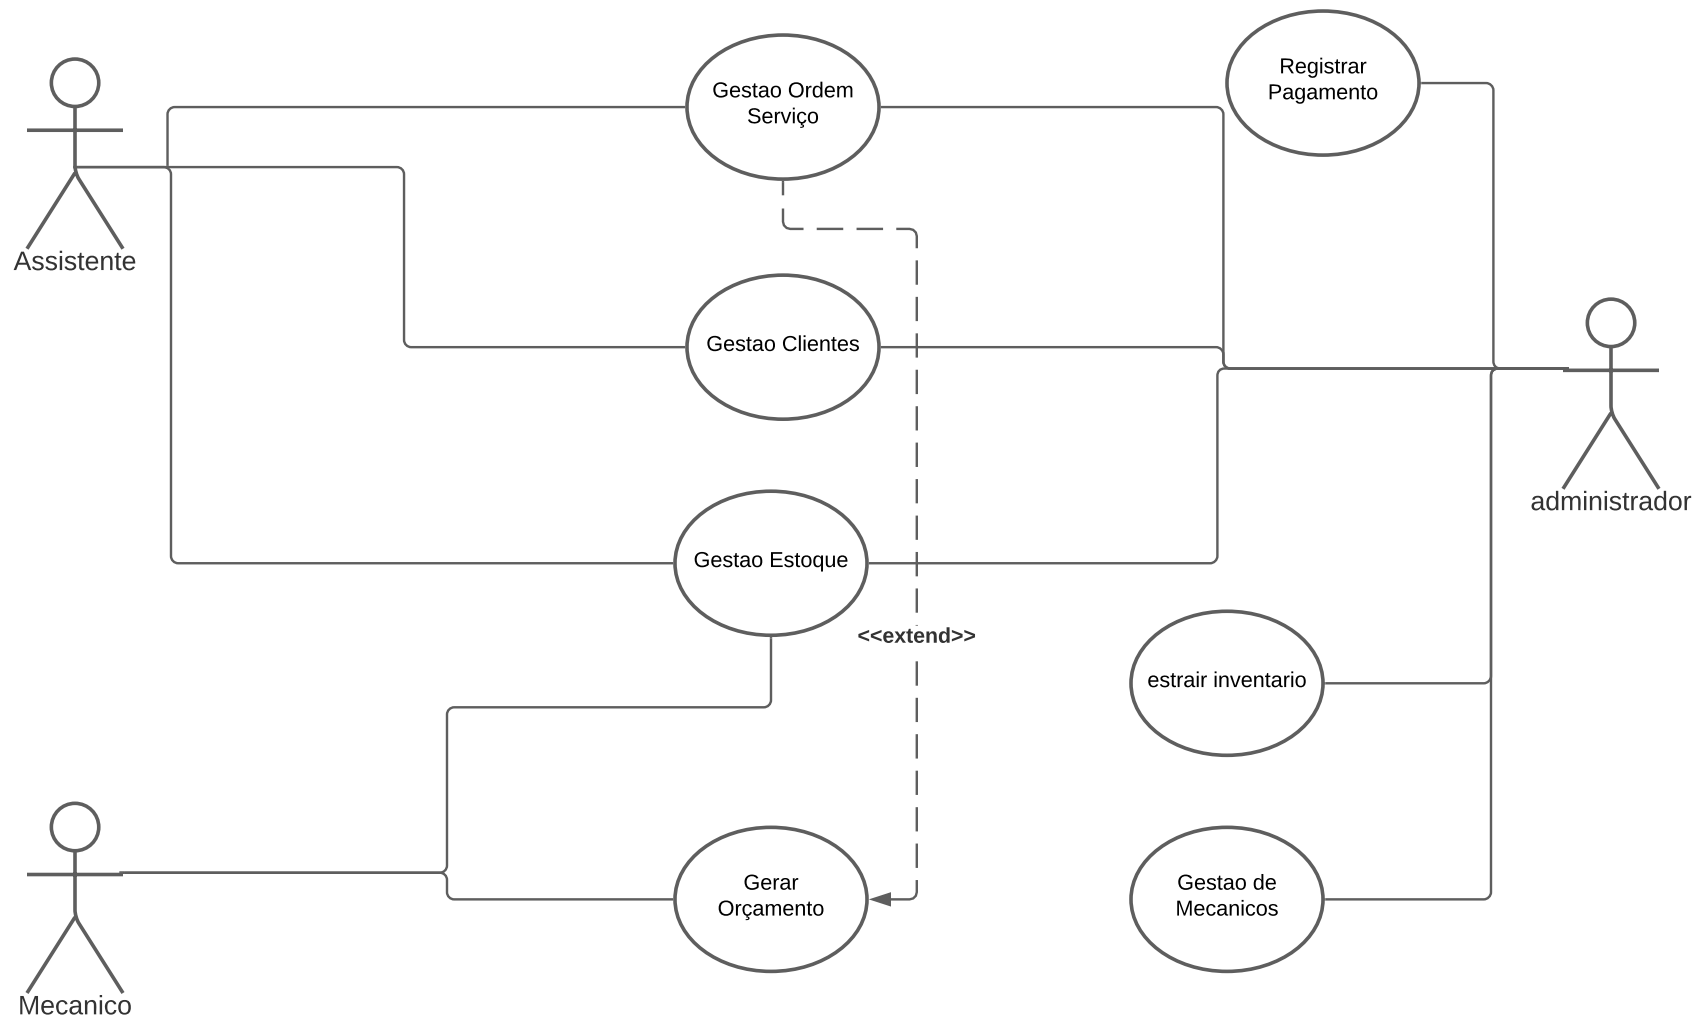 Registrar
Pagamento
Gestao Ordem
Serviço
Assistente
Gestao Clientes
administrador
Gestao Estoque
<<extend>>
estrair inventario
Gerar
Orçamento
Gestao de
Mecanicos
Mecanico